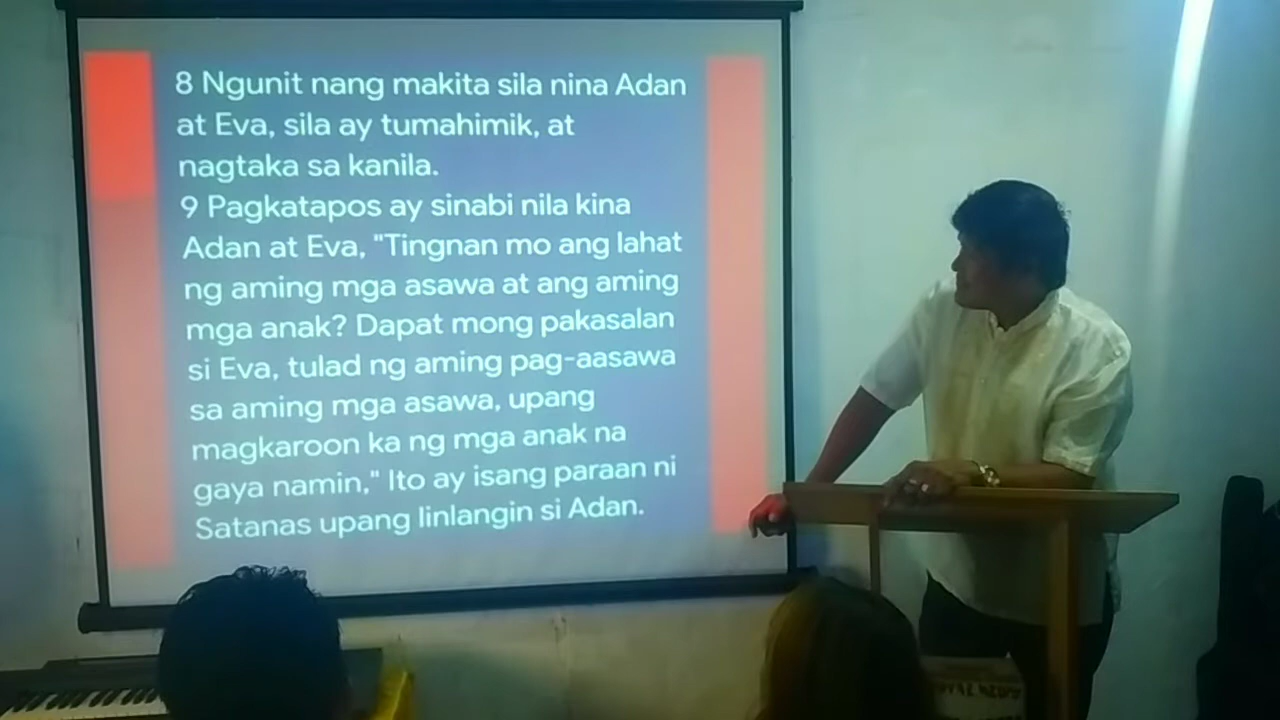 8 Ngunit nang makita sila nina Adan
at Eva, sila ay tumahimik, at
nagtaka sa kanila.
9 Pagkatapos ay sinabi nila kina
Adan at Eva, "Tingnan mo ang lahat
ng aming mga asawa at ang aming
mga anak? Dapat mong pakasalan
si Eva, tulad ng aming pag-aasawa
sa aming mga asawa, upang
magkaroon ka ng mga anak na
gaya namin," Ito ay isang paraan ni
Satanas upang linlangin si Adan.